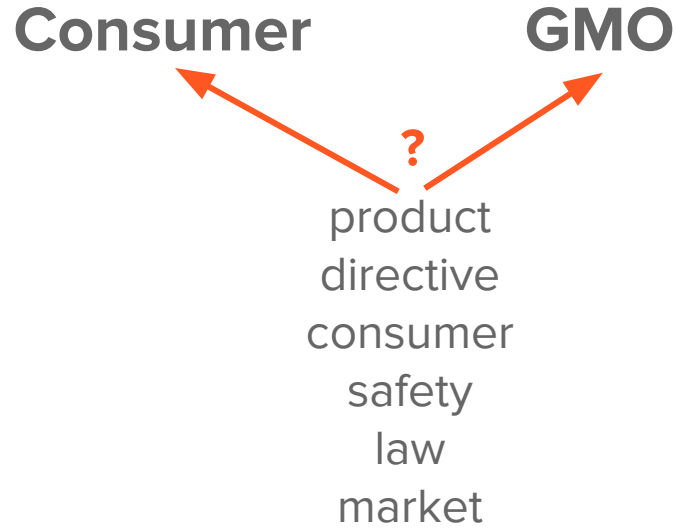 Consumer GMO
?
product
directive
consumer
safety
law
market